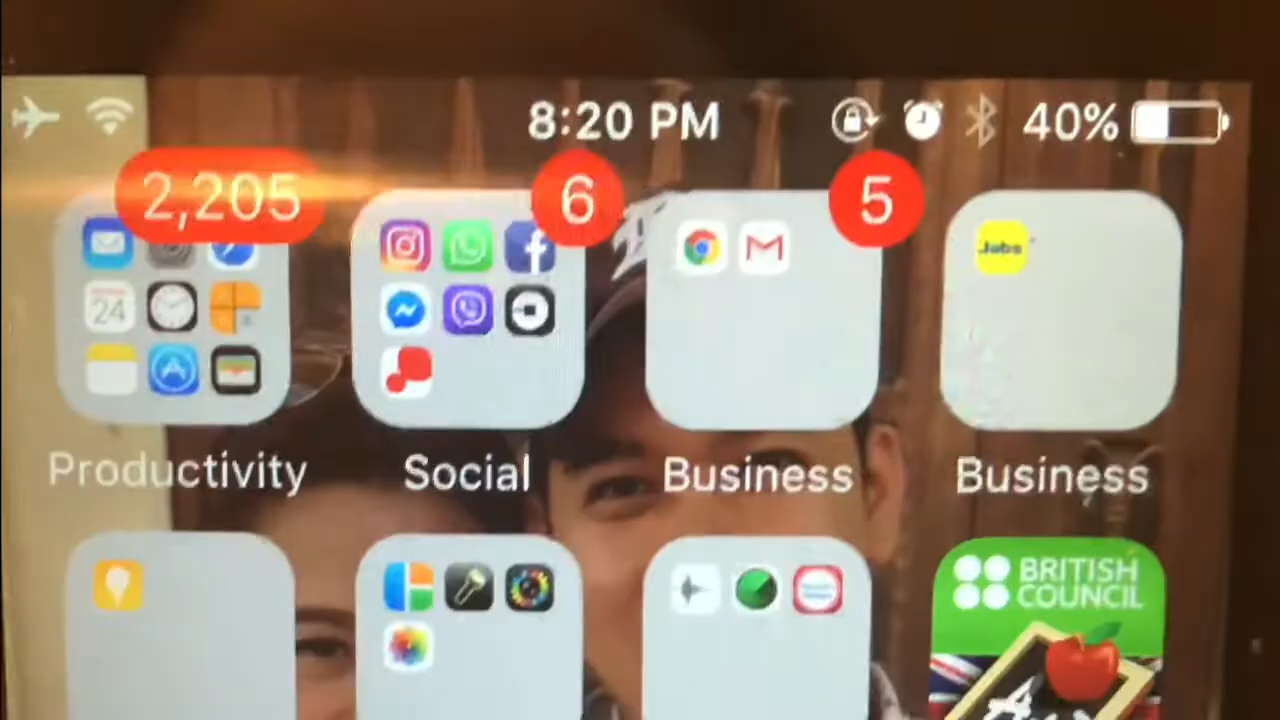 8:20 PM 40%
2,205 6 5
Jobs
24
Productivity Social Business Business
BRITISH
COUNCIL